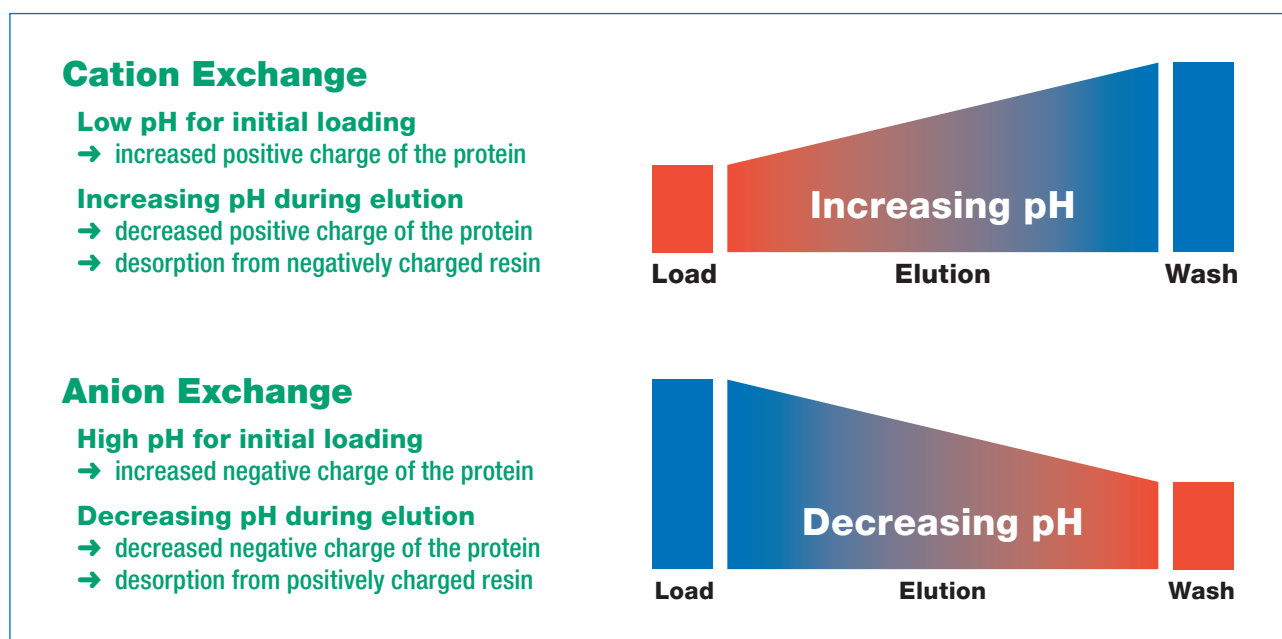 Cation Exchange
Low pH for initial loading
➔ increased positive charge of the protein
Increasing pH during elution
➔ decreased positive charge of the protein
➔ desorption from negatively charged resin
Increasing pH
Load
Elution
Wash
Anion Exchange
High pH for initial loading
➔ increased negative charge of the protein
Decreasing pH during elution
➔ decreased negative charge of the protein
➔ desorption from positively charged resin
Decreasing pH
Load
Elution
Wash